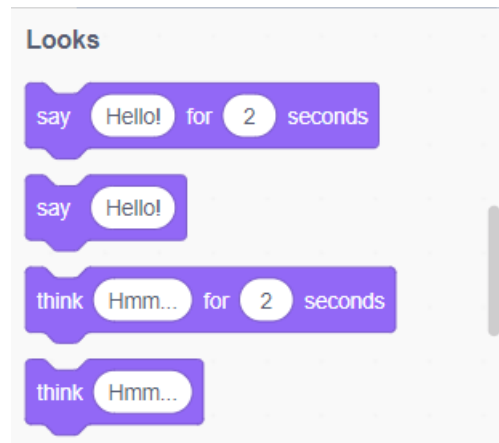 Looks
say Hello! for 2 seconds
say Hello!
think Hmm... for 2 seconds
think Hmm...